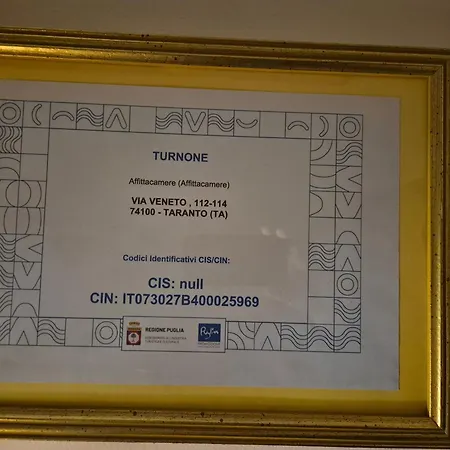 TURNONE
Affittacamere (Affittacamere)
VIA VENETO , 112-114
74100 - TARANTO (TA)
Codici Identificativi CIS/CIN:
CIS: null
CIN: IT073027B400025969
REGIONE PUGLIA